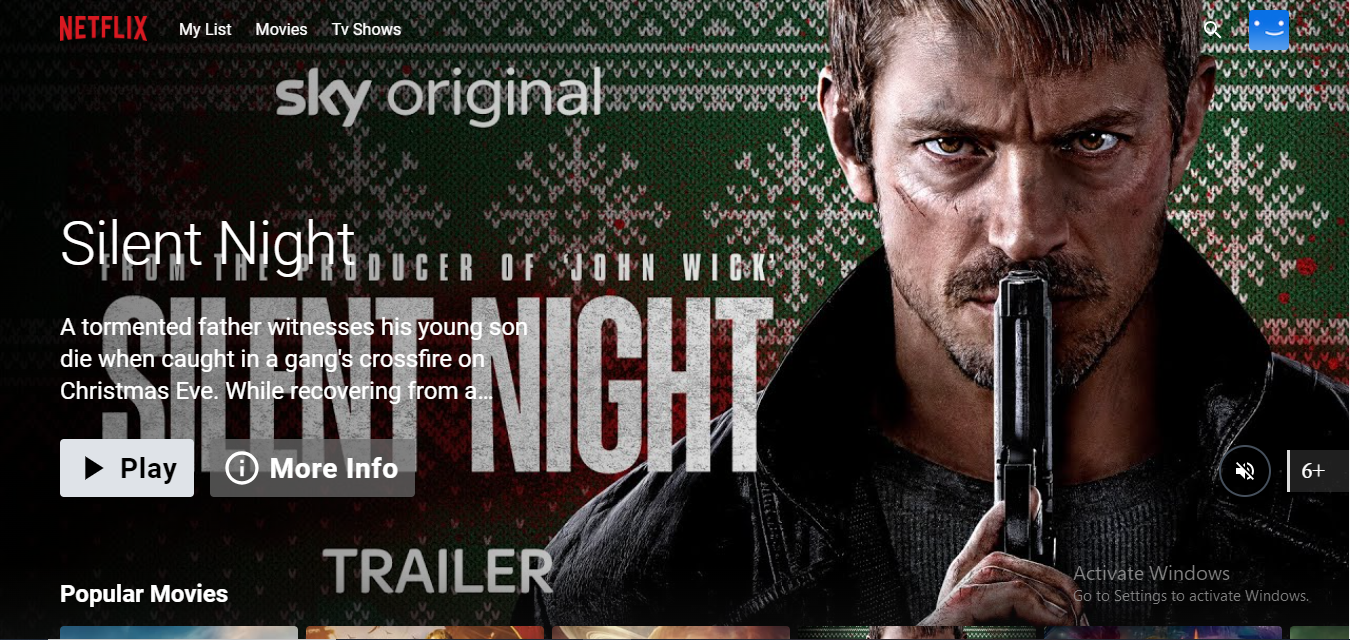 NETFLIX My List Movies Tv Shows
sky original
Silent Night
FROM THE PRODUCER OF 'JOHN WICK'
SILENT NIGHT
A tormented father witnesses his young son
die when caught in a gang's crossfire on
Christmas Eve. While recovering from a...
Play More Info
6+
TRAILER
Activate Windows
Go to Settings to activate Windows.
Popular Movies